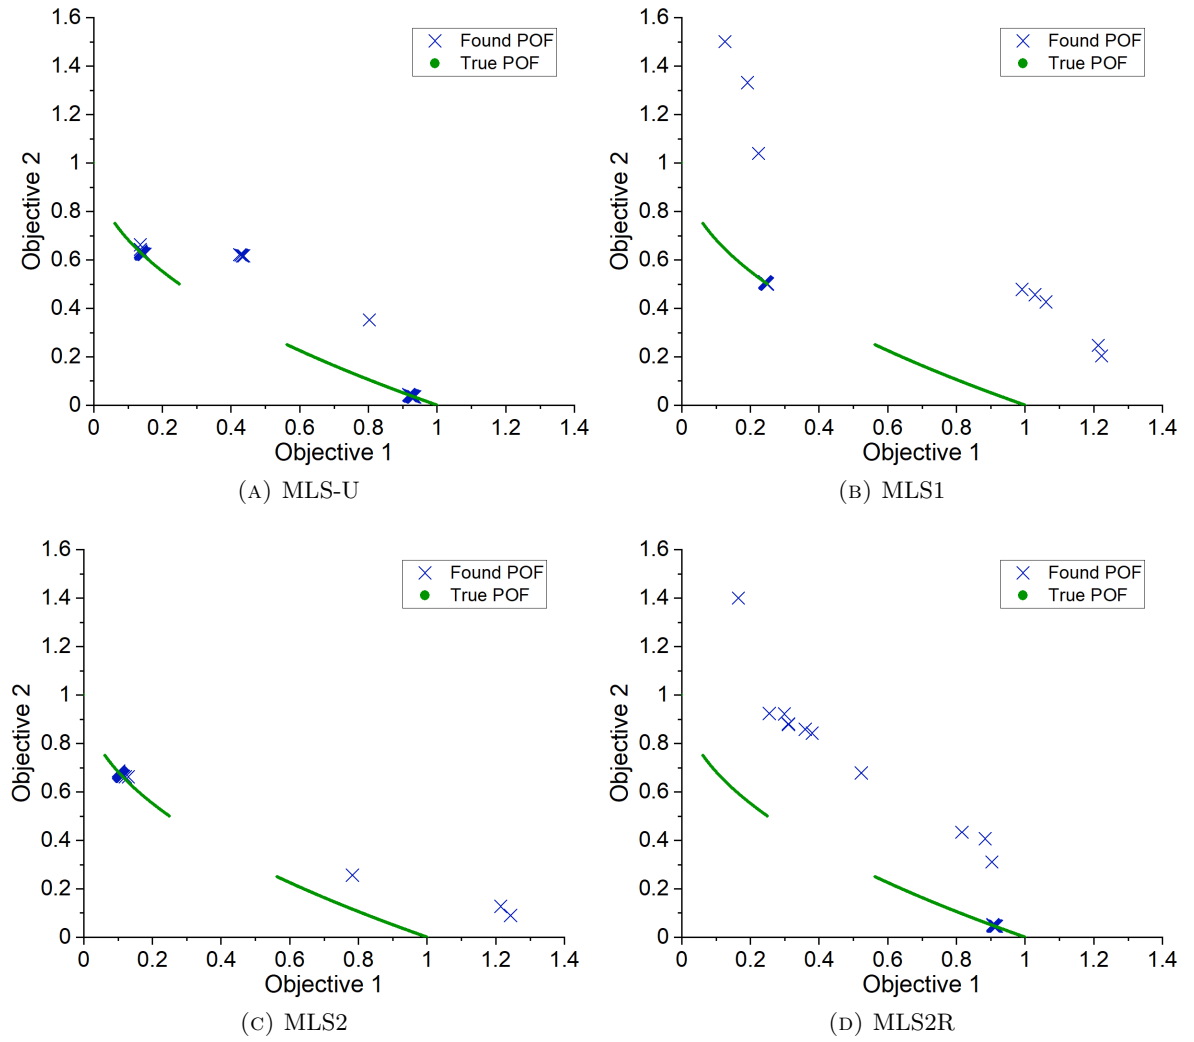 1.6
1.4
1.2
1
0.8
0.6
0.4
0.2
0
Objective 2
Found POF
True POF
0 0.2 0.4 0.6 0.8 1 1.2 1.4
Objective 1
(A) MLS-U
1.6
1.4
1.2
1
0.8
0.6
0.4
0.2
0
Objective 2
Found POF
True POF
0 0.2 0.4 0.6 0.8 1 1.2 1.4
Objective 1
(B) MLS1
1.6
1.4
1.2
1
0.8
0.6
0.4
0.2
0
Objective 2
Found POF
True POF
0 0.2 0.4 0.6 0.8 1 1.2 1.4
Objective 1
(C) MLS2
1.6
1.4
1.2
1
0.8
0.6
0.4
0.2
0
Objective 2
Found POF
True POF
0 0.2 0.4 0.6 0.8 1 1.2 1.4
Objective 1
(D) MLS2R